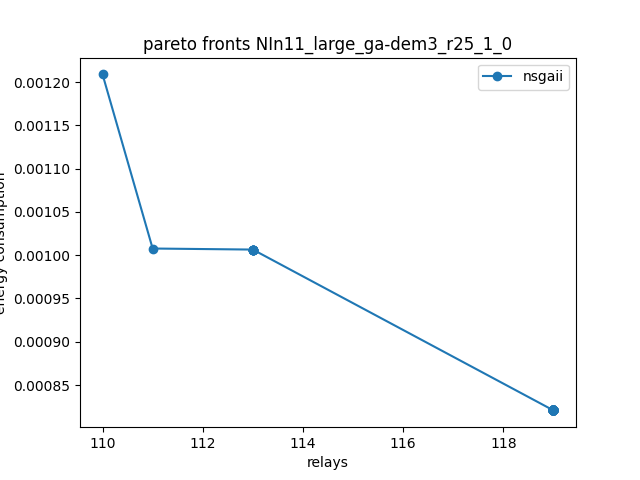 pareto fronts NIn11_large_ga-dem3_r25_1_0
nsgaii
energy consumption
0.00120
0.00115
0.00110
0.00105
0.00100
0.00095
0.00090
0.00085
110 112 114 116 118
relays